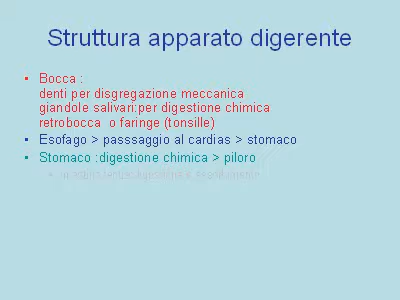 Struttura apparato digerente
• Bocca :
denti per disgregazione meccanica
giandole salivari:per digestione chimica
retrobocca o faringe (tonsille)
• Esofago > passsaggio al cardias > stomaco
• Stomaco :digestione chimica > piloro